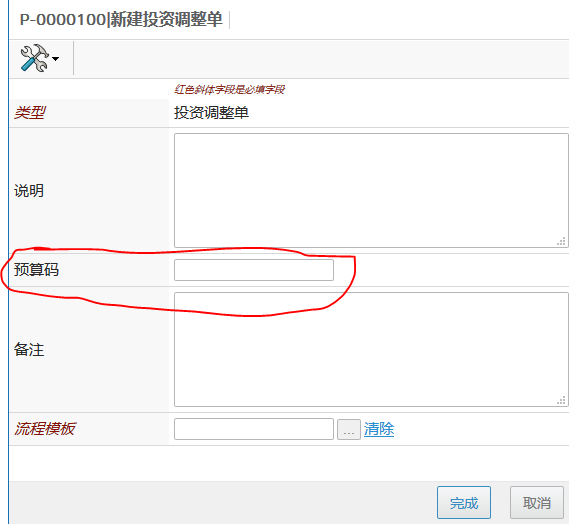 P-0000100|新建投资调整单
红色斜体字段是必填字段
类型 投资调整单
说明
预算码
备注
流程模板 ... 清除
完成 取消